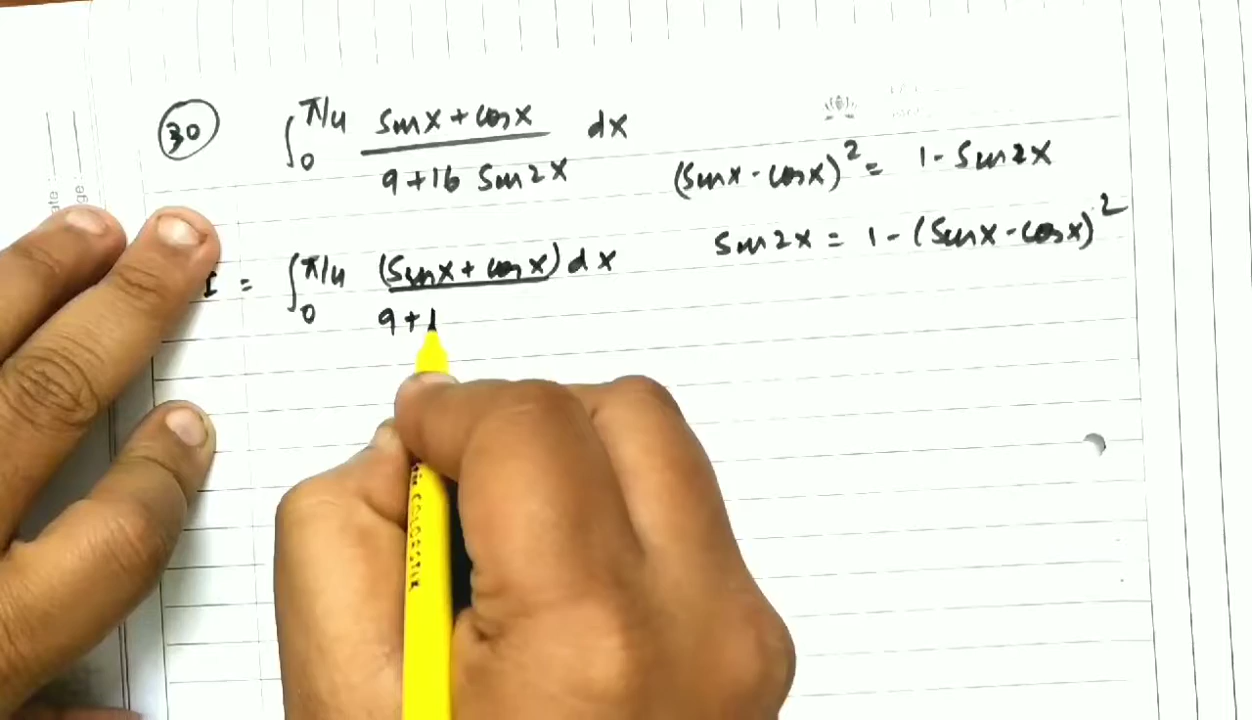 30 ∫₀^π/4 sinx+cosx / 9+16 sin2x dx
(sinx-cosx)² = 1-sin2x
sin2x = 1-(sinx-cosx)²
I = ∫₀^π/4 (sinx+cosx)dx / 9+1
COLORSTIX